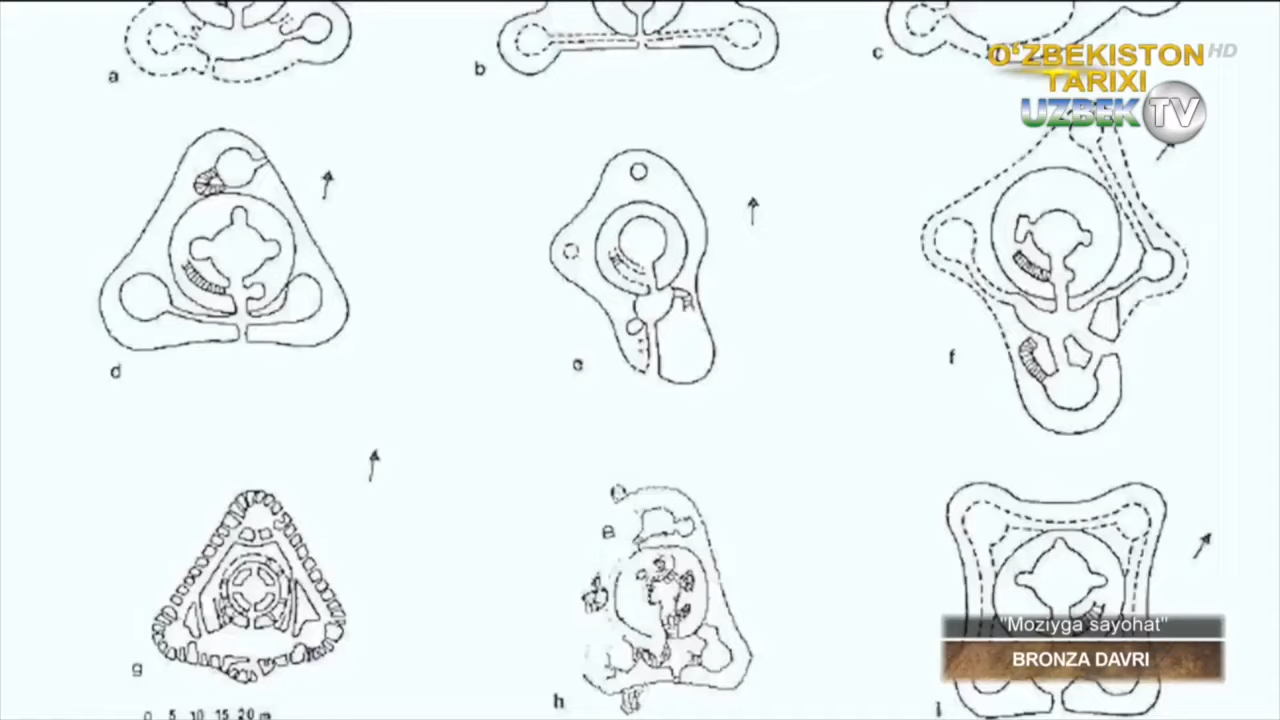 a
b
c
O'ZBEKISTON HD
TARIXI
UZBEK TV
d
e
f
g
B
h
i
0 5 10 15 20 m
"Moziyga sayohat"
BRONZA DAVRI